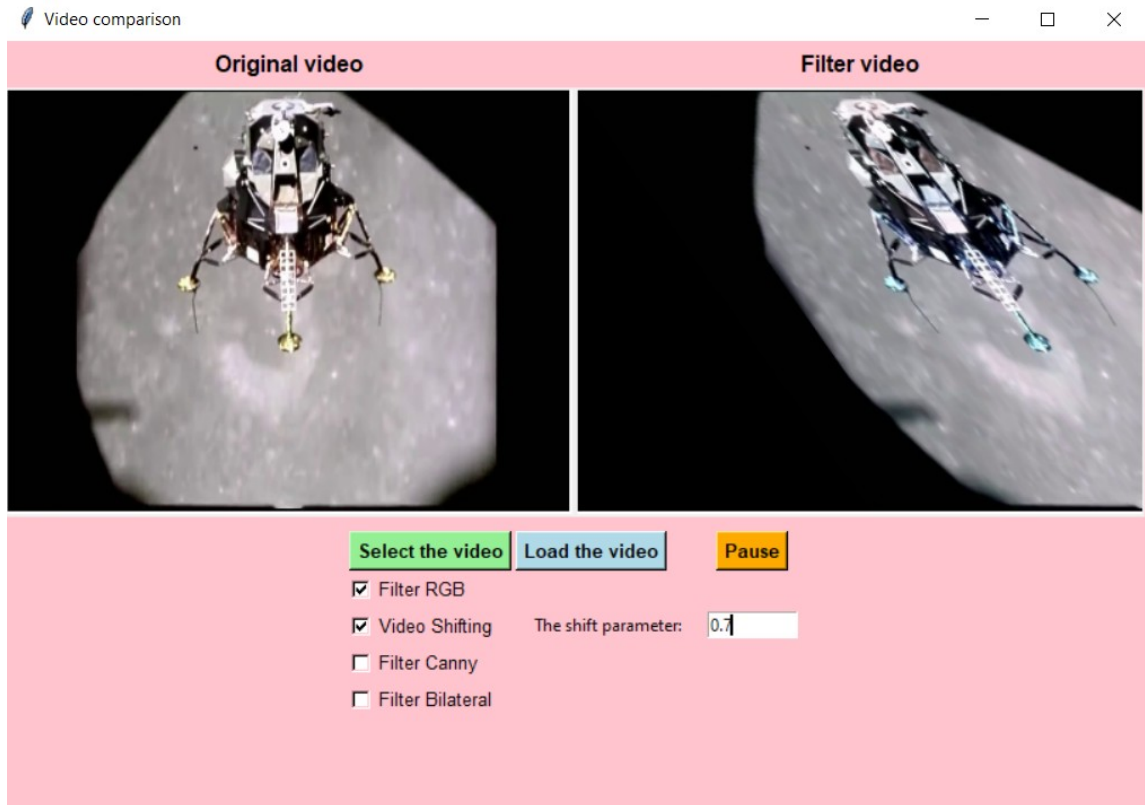 Video comparison
Original video
Filter video
Select the video
Load the video
Pause
Filter RGB
Video Shifting
The shift parameter:
0.7
Filter Canny
Filter Bilateral